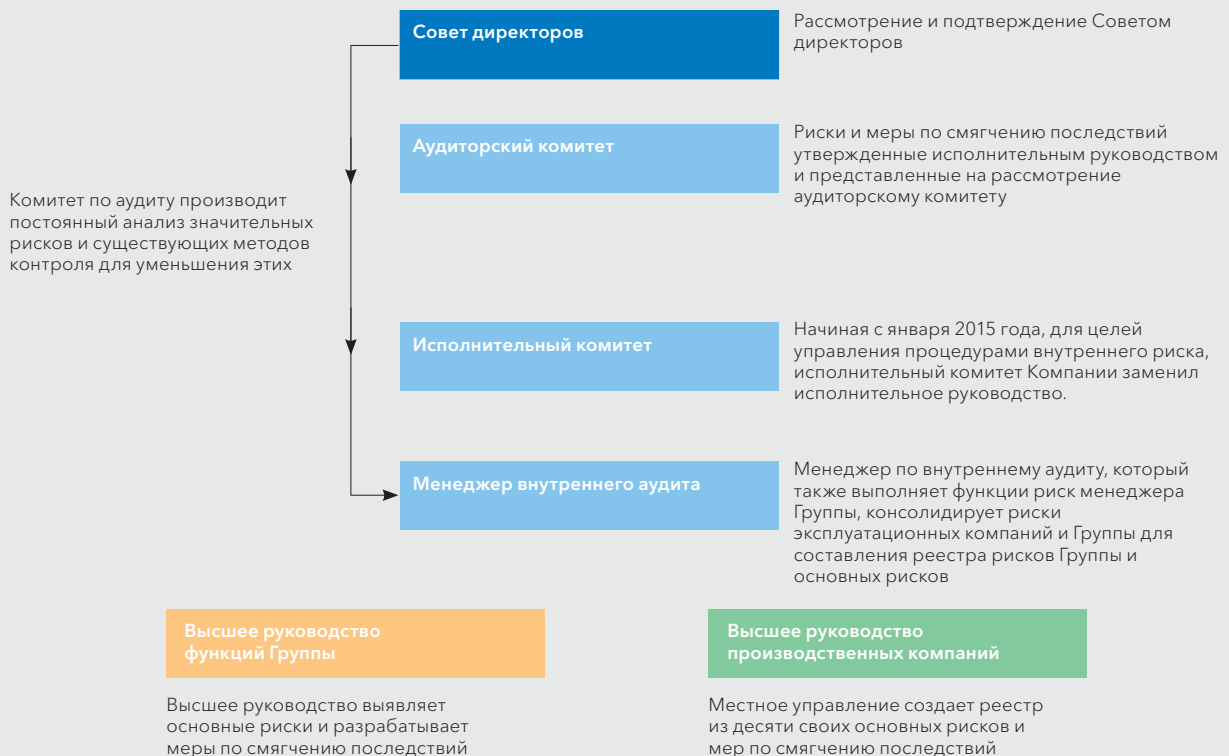 Совет директоров
Рассмотрение и подтверждение Советом
директоров
Аудиторский комитет
Риски и меры по смягчению последствий
утвержденные исполнительным руководством
и представленные на рассмотрение
аудиторскому комитету
Комитет по аудиту производит
постоянный анализ значительных
рисков и существующих методов
контроля для уменьшения этих
Исполнительный комитет
Начиная с января 2015 года, для целей
управления процедурами внутреннего риска,
исполнительный комитет Компании заменил
исполнительное руководство.
Менеджер внутреннего аудита
Менеджер по внутреннему аудиту, который
также выполняет функции риск менеджера
Группы, консолидирует риски
эксплуатационных компаний и Группы для
составления реестра рисков Группы и
основных рисков
Высшее руководство
функций Группы
Высшее руководство выявляет
основные риски и разрабатывает
меры по смягчению последствий
Высшее руководство
производственных компаний
Местное управление создает реестр
из десяти своих основных рисков и
мер по смягчению последствий